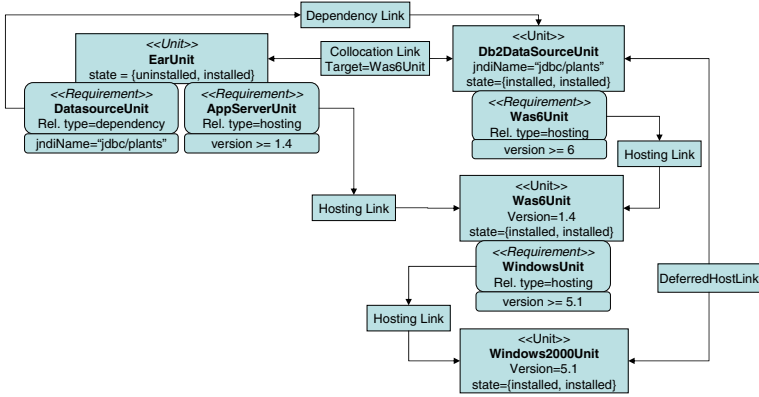 Dependency Link
<<Unit>>
EarUnit
state = {uninstalled, installed}
Collocation Link
Target=Was6Unit
<<Unit>>
Db2DataSourceUnit
jndiName=“jdbc/plants”
state={installed, installed}
<<Requirement>>
DatasourceUnit
Rel. type=dependency
jndiName=“jdbc/plants”
<<Requirement>>
AppServerUnit
Rel. type=hosting
version >= 1.4
<<Requirement>>
Was6Unit
Rel. type=hosting
version >= 6
Hosting Link
Hosting Link
<<Unit>>
Was6Unit
Version=1.4
state={installed, installed}
<<Requirement>>
WindowsUnit
Rel. type=hosting
version >= 5.1
DeferredHostLink
Hosting Link
<<Unit>>
Windows2000Unit
Version=5.1
state={installed, installed}